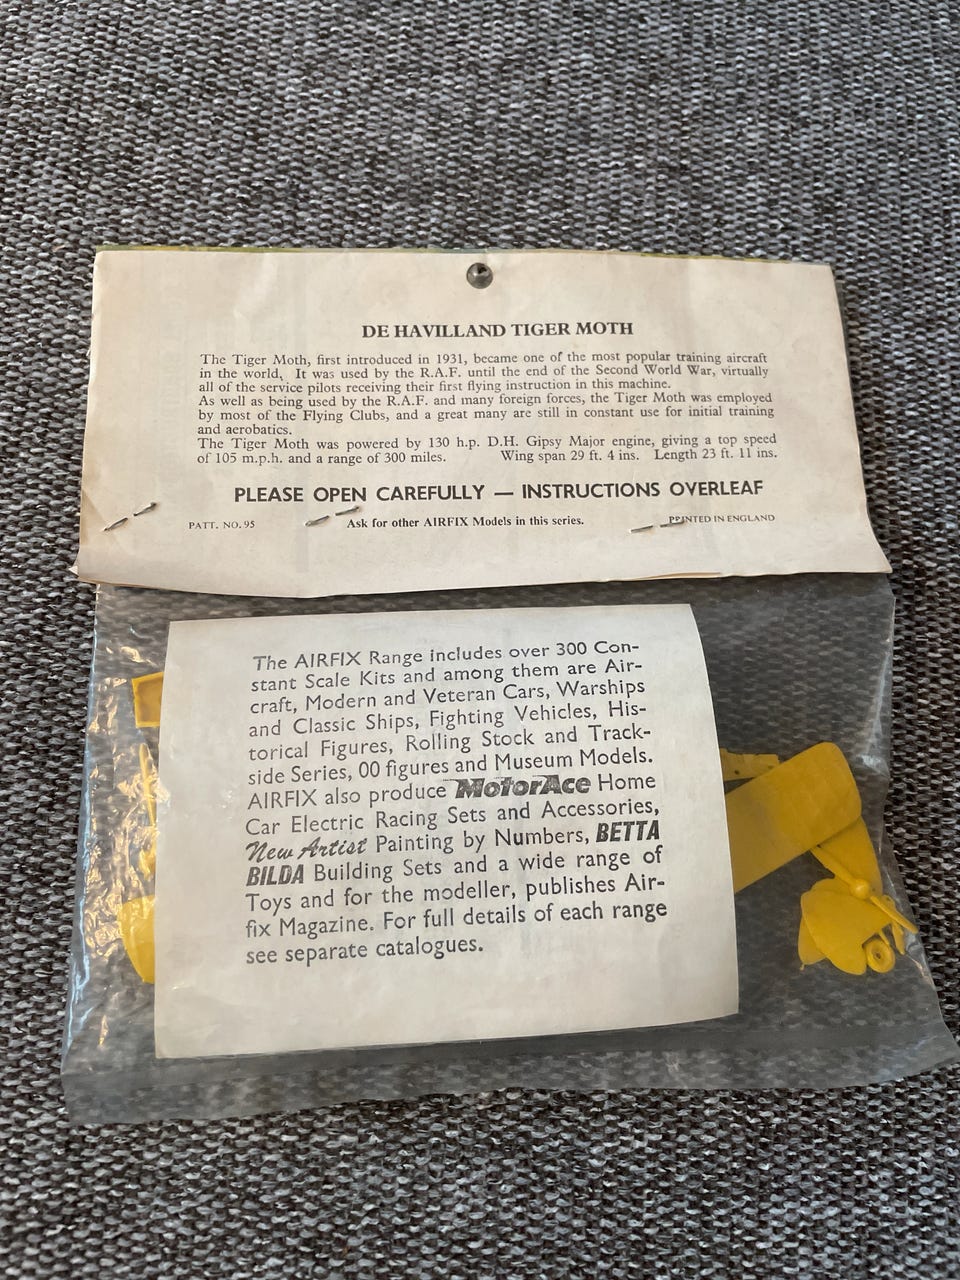 DE HAVILLAND TIGER MOTH
The Tiger Moth, first introduced in 1931, became one of the most popular training aircraft
in the world. It was used by the R.A.F. until the end of the Second World War, virtually
all of the service pilots receiving their first flying instruction in this machine.
As well as being used by the R.A.F. and many foreign forces, the Tiger Moth was employed
by most of the Flying Clubs, and a great many are still in constant use for initial training
and aerobatics.
The Tiger Moth was powered by 130 h.p. D.H. Gipsy Major engine, giving a top speed
of 105 m.p.h. and a range of 300 miles. Wing span 29 ft. 4 ins. Length 23 ft. 11 ins.
PLEASE OPEN CAREFULLY — INSTRUCTIONS OVERLEAF
PATT. NO. 95 Ask for other AIRFIX Models in this series. PRINTED IN ENGLAND
The AIRFIX Range includes over 300 Con-
stant Scale Kits and among them are Air-
craft, Modern and Veteran Cars, Warships
and Classic Ships, Fighting Vehicles, His-
torical Figures, Rolling Stock and Track-
side Series, 00 figures and Museum Models.
AIRFIX also produce MotorAce Home
Car Electric Racing Sets and Accessories,
New Artist Painting by Numbers, BETTA
BILDA Building Sets and a wide range of
Toys and for the modeller, publishes Air-
fix Magazine. For full details of each range
see separate catalogues.